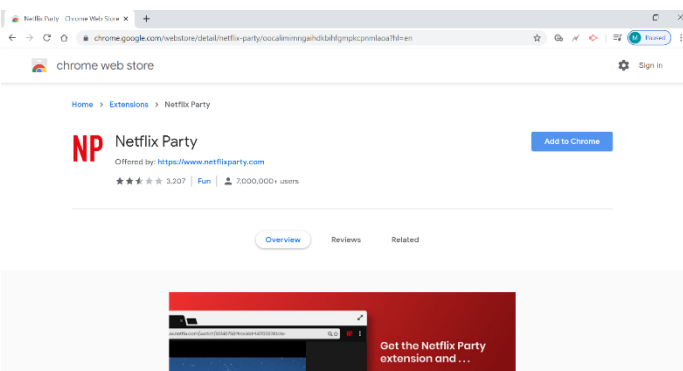 Netflix Party - Chrome Web Store
chrome.google.com/webstore/detail/netflix-party/oocalimimngaihdkbihfgmpkcpnmlaoa?hl=en
Paused
chrome web store
Sign in
Home > Extensions > Netflix Party
NP
Netflix Party
Add to Chrome
Offered by: https://www.netflixparty.com
3,207 | Fun | 7,000,000+ users
Overview
Reviews
Related
Get the Netflix Party
extension and ...